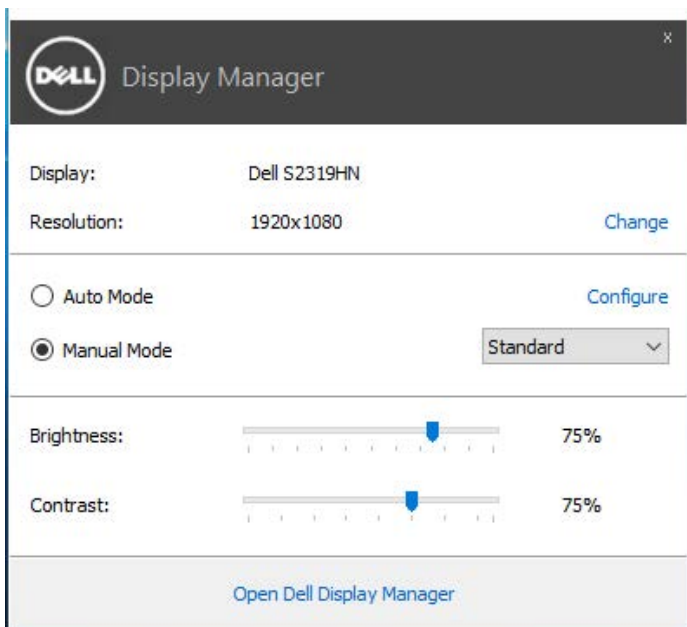 x
DELL Display Manager
Display: Dell S2319HN
Resolution: 1920x1080 Change
Auto Mode Configure
Manual Mode Standard
Brightness: 75%
Contrast: 75%
Open Dell Display Manager